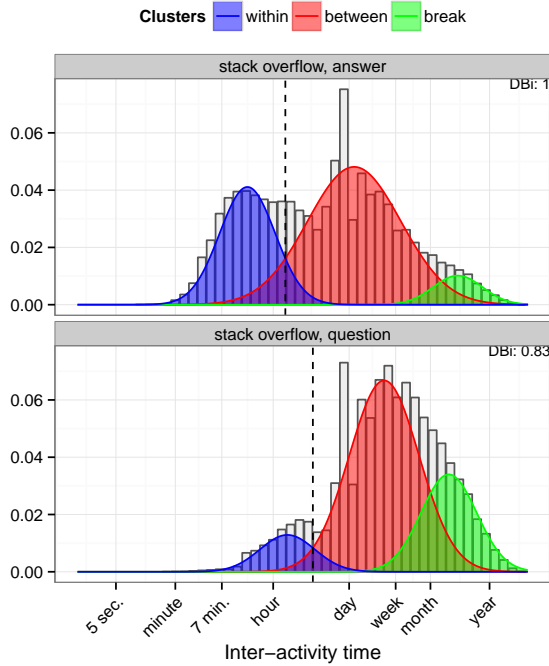 Clusters within between break
stack overflow, answer
DBi: 1
0.06
0.04
0.02
0.00
stack overflow, question
DBi: 0.83
0.06
0.04
0.02
0.00
5 sec. minute 7 min. hour day week month year
Inter−activity time